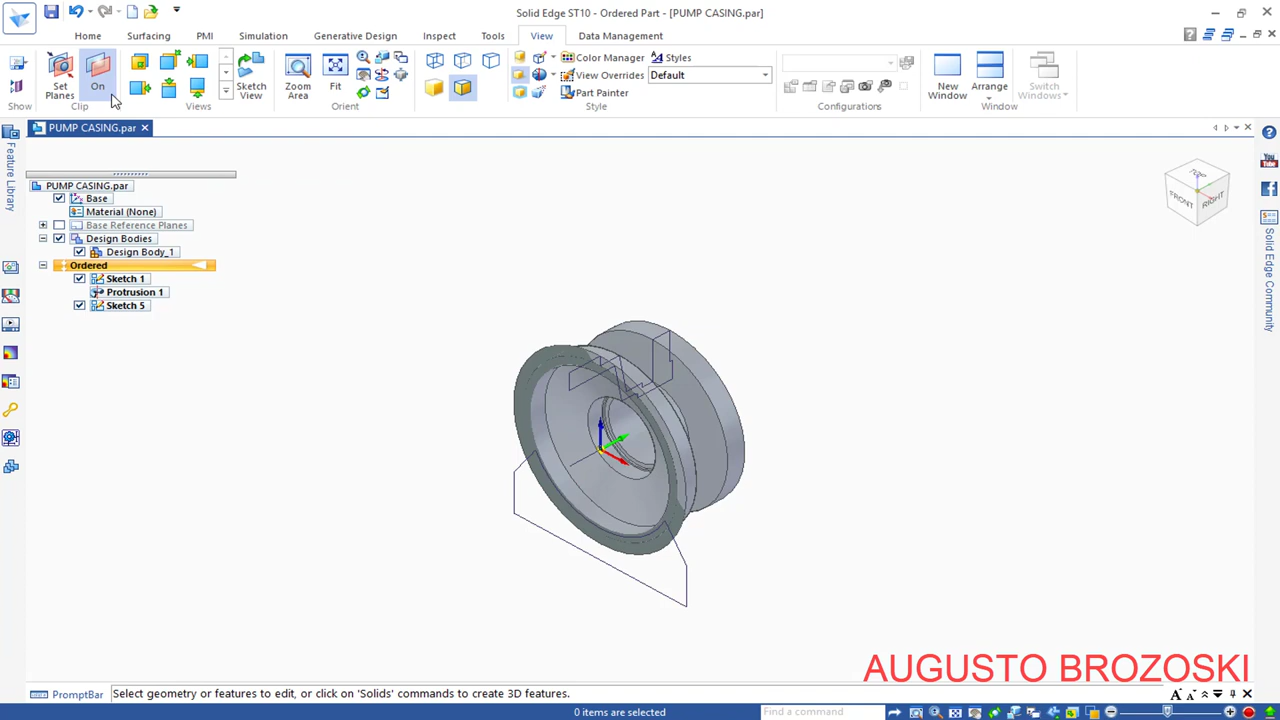 Solid Edge ST10 - Ordered Part - [PUMP CASING.par]
Home Surfacing PMI Simulation Generative Design Inspect Tools View Data Management
Set Planes
On
Sketch View
Zoom Area
Fit
Color Manager
Styles
View Overrides
Default
Part Painter
New Window
Arrange
Switch Windows
Show Clip Views Orient Style Configurations Window
PUMP CASING.par
Feature Library
PUMP CASING.par
Base
Material (None)
Base Reference Planes
Design Bodies
Design Body_1
Ordered
Sketch 1
Protrusion 1
Sketch 5
TOP
FRONT
RIGHT
You Tube
Solid Edge Community
AUGUSTO BROZOSKI
PromptBar
Select geometry or features to edit, or click on 'Solids' commands to create 3D features.
0 items are selected
Find a command